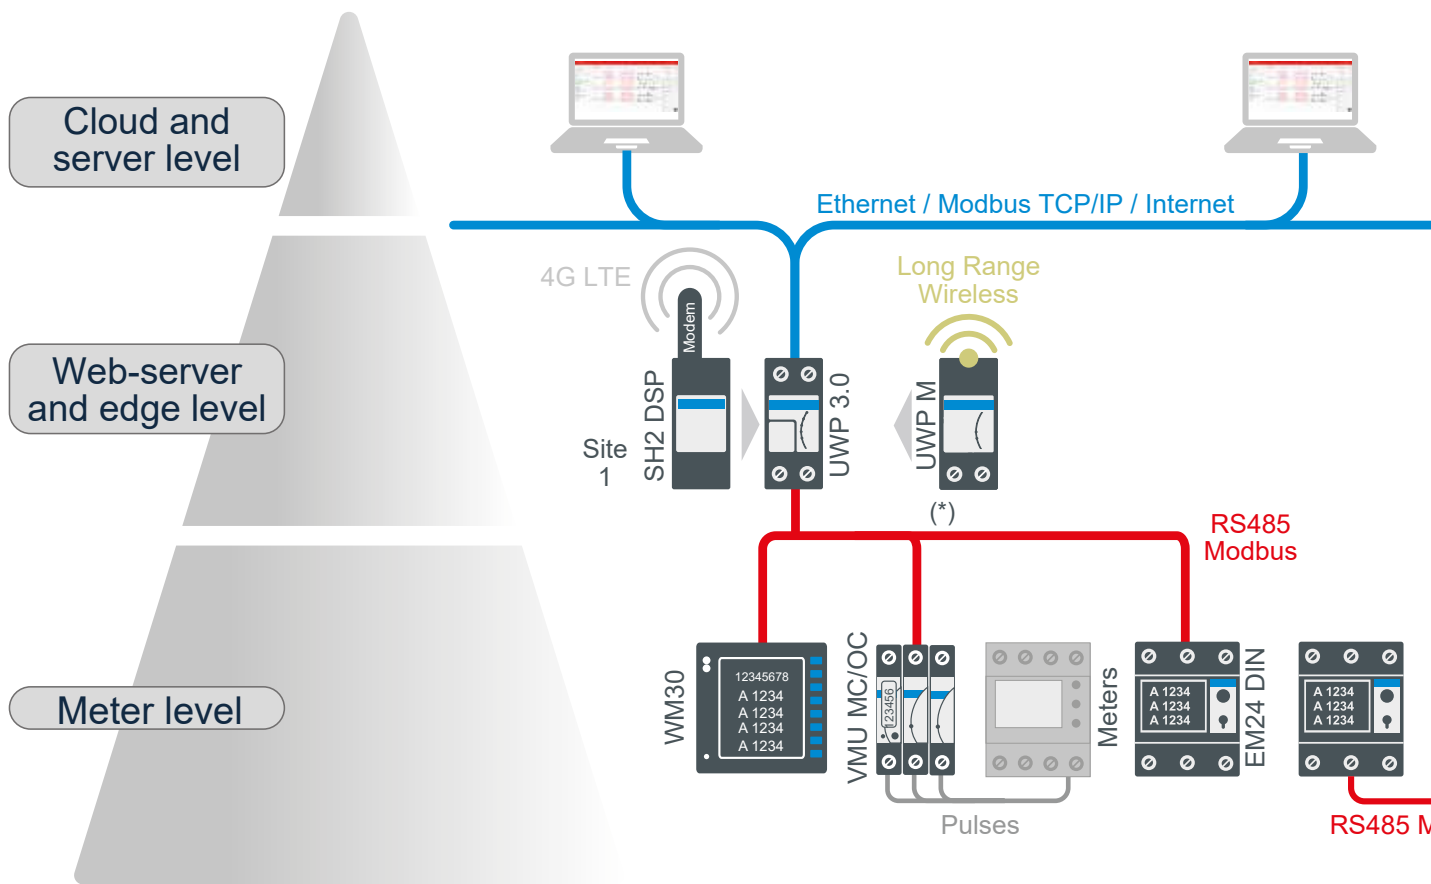 Cloud and
server level
Ethernet / Modbus TCP/IP / Internet
4G LTE
Long Range
Wireless
Modem
Web-server
and edge level
Site
1
SH2 DSP
UWP 3.0
UWP M
(*)
RS485
Modbus
Meter level
WM30
12345678
A 1234
A 1234
A 1234
A 1234
VMU MC/OC
123456
Meters
A 1234
A 1234
A 1234
EM24 DIN
A 1234
A 1234
A 1234
Pulses
RS485 M